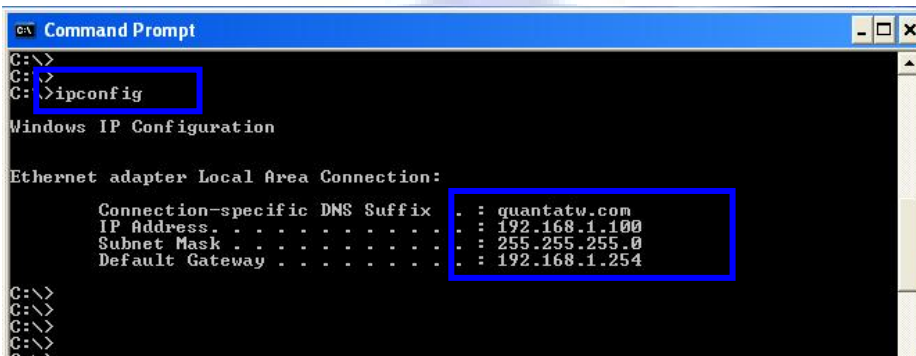 Command Prompt
C:\>
C:\>
C:\>ipconfig
Windows IP Configuration
Ethernet adapter Local Area Connection:
Connection-specific DNS Suffix . : quantatw.com
IP Address. . . . . . . . . . . . : 192.168.1.100
Subnet Mask . . . . . . . . . . . : 255.255.255.0
Default Gateway . . . . . . . . . : 192.168.1.254
C:\>
C:\>
C:\>
C:\>